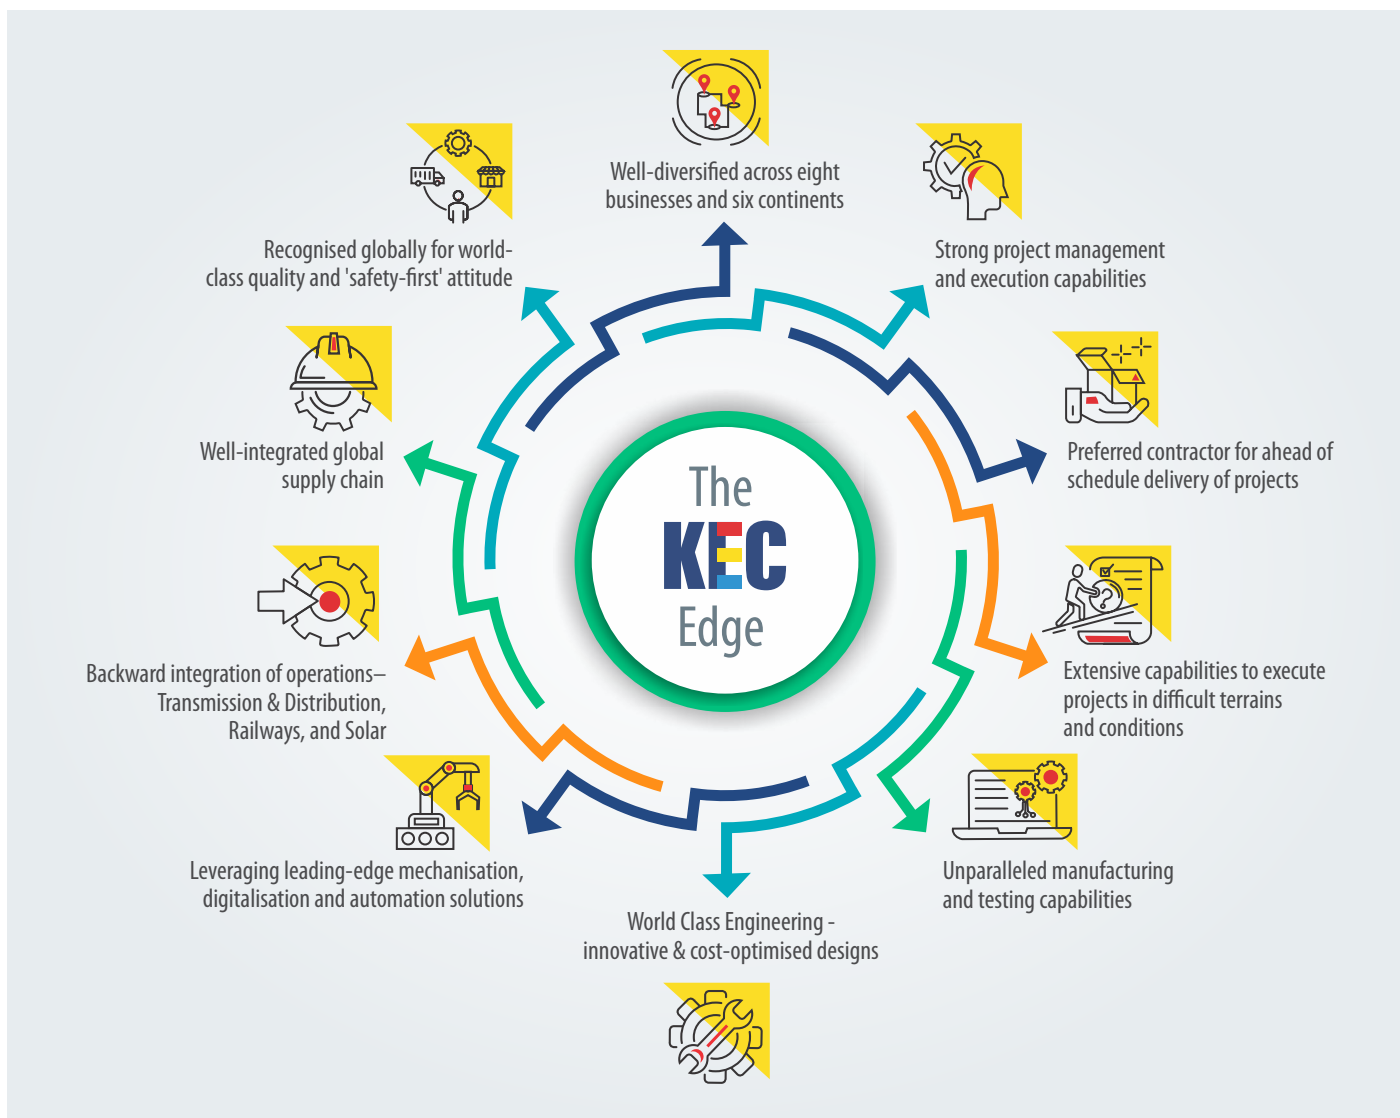 Well-diversified across eight
businesses and six continents
Strong project management
and execution capabilities
Preferred contractor for ahead of
schedule delivery of projects
Extensive capabilities to execute
projects in difficult terrains
and conditions
Unparalleled manufacturing
and testing capabilities
World Class Engineering -
innovative & cost-optimised designs
Leveraging leading-edge mechanisation,
digitalisation and automation solutions
Backward integration of operations–
Transmission & Distribution,
Railways, and Solar
Well-integrated global
supply chain
Recognised globally for world-
class quality and 'safety-first' attitude
The
KEC
Edge